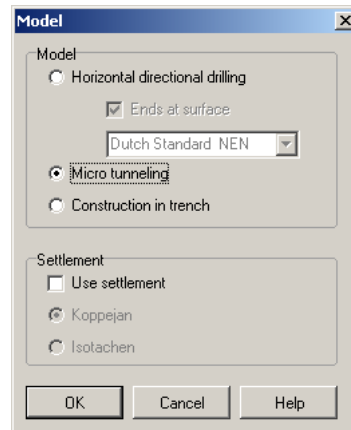 Model
Model
Horizontal directional drilling
Ends at surface
Dutch Standard NEN
Micro tunneling
Construction in trench
Settlement
Use settlement
Koppejan
Isotachen
OK Cancel Help